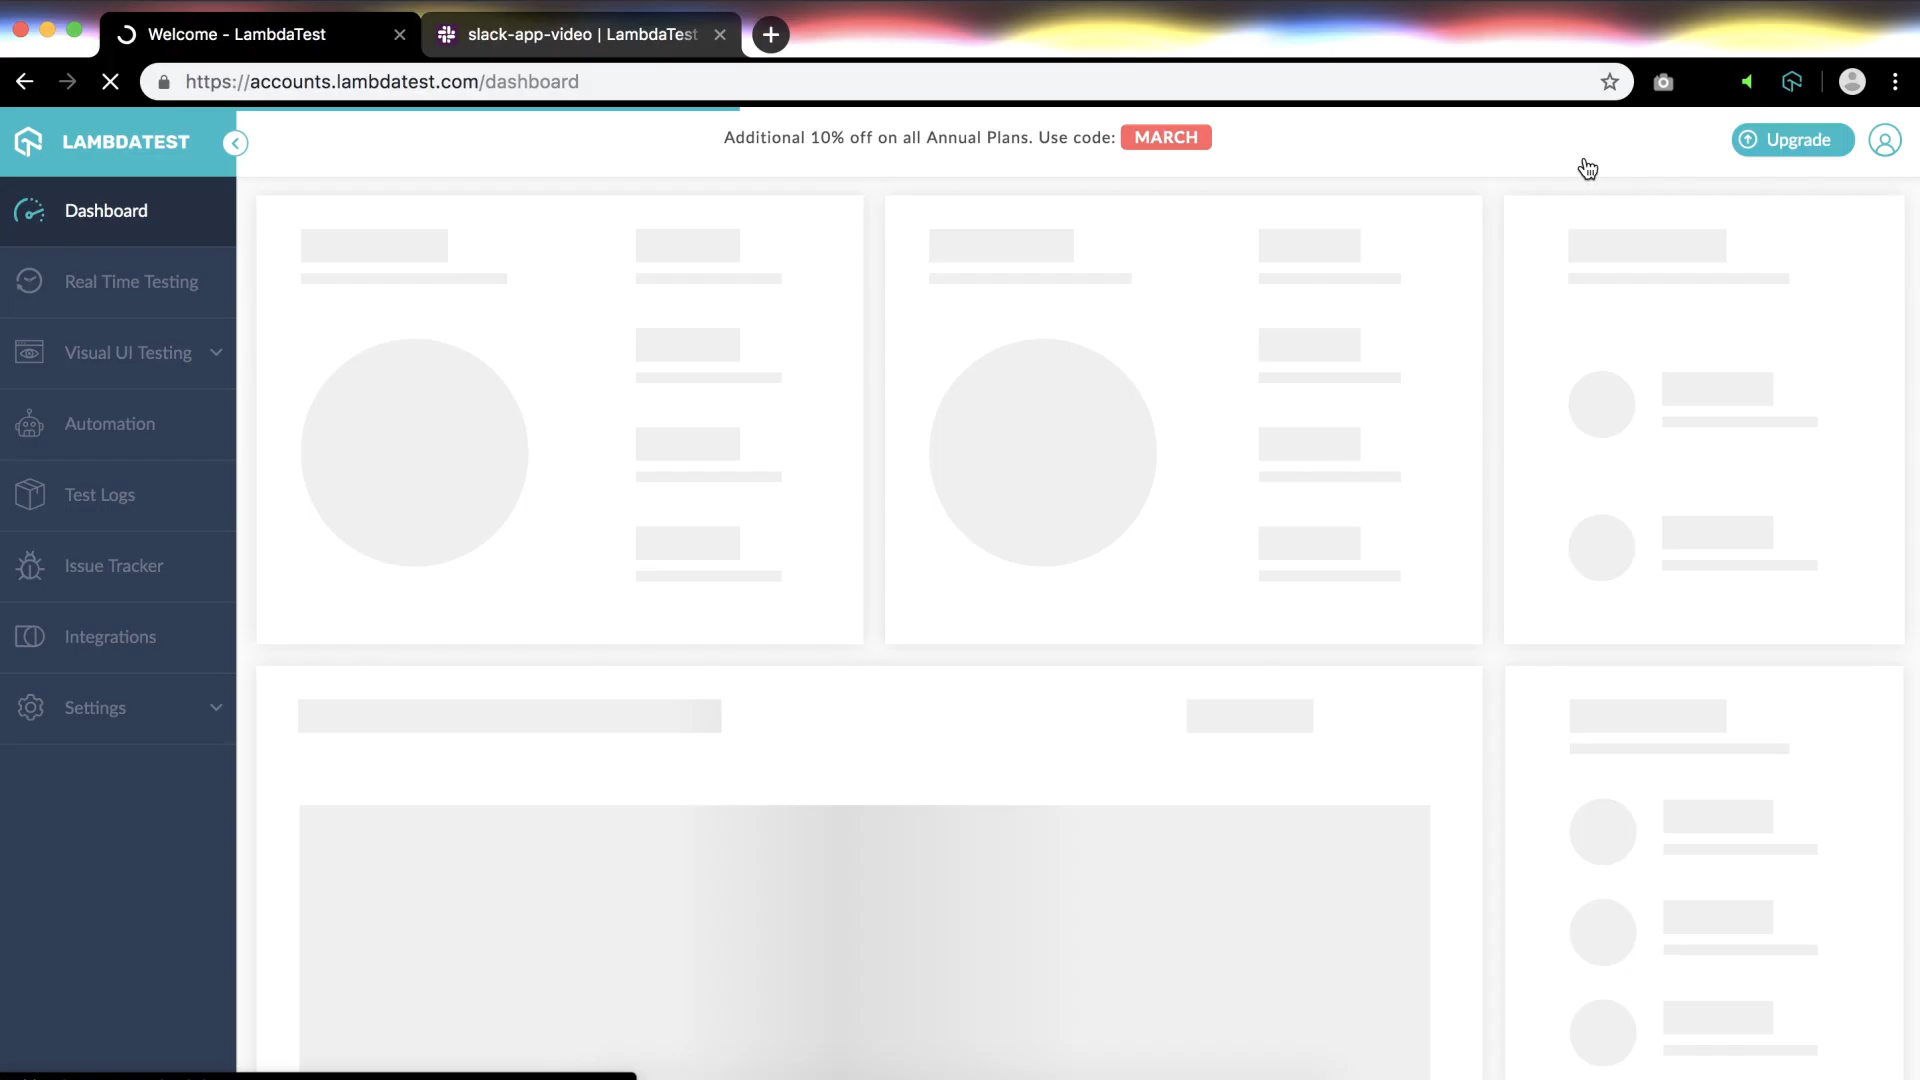 Welcome - LambdaTest
slack-app-video | LambdaTest
https://accounts.lambdatest.com/dashboard
LAMBDATEST
Additional 10% off on all Annual Plans. Use code: MARCH
Upgrade
Dashboard
Real Time Testing
Visual UI Testing
Automation
Test Logs
Issue Tracker
Integrations
Settings